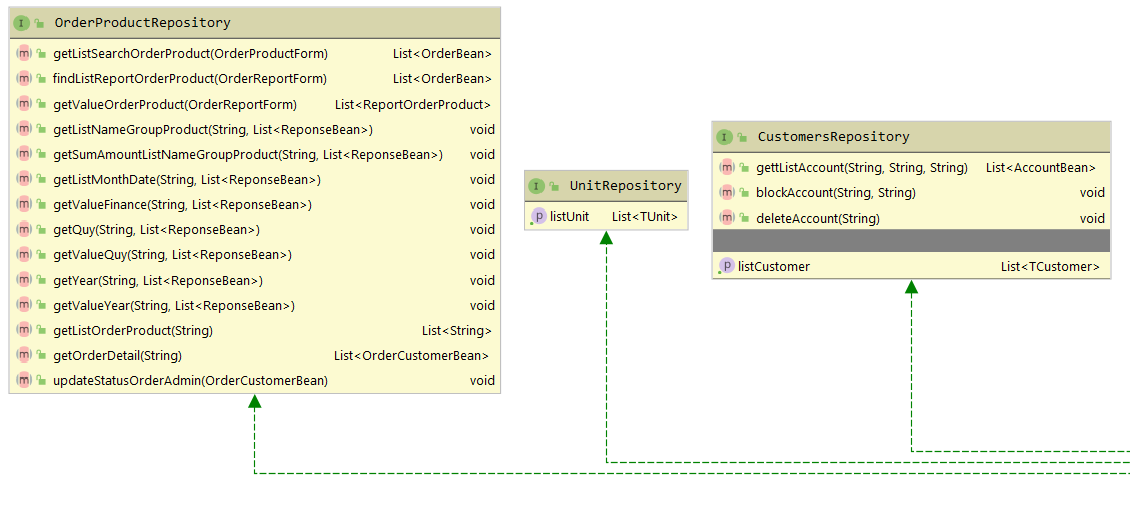 I OrderProductRepository
m getListSearchOrderProduct(OrderProductForm) List<OrderBean>
m findListReportOrderProduct(OrderReportForm) List<OrderBean>
m getValueOrderProduct(OrderReportForm) List<ReportOrderProduct>
m getListNameGroupProduct(String, List<ReponseBean>) void
m getSumAmountListNameGroupProduct(String, List<ReponseBean>) void
m getListMonthDate(String, List<ReponseBean>) void
m getValueFinance(String, List<ReponseBean>) void
m getQuy(String, List<ReponseBean>) void
m getValueQuy(String, List<ReponseBean>) void
m getYear(String, List<ReponseBean>) void
m getValueYear(String, List<ReponseBean>) void
m getListOrderProduct(String) List<String>
m getOrderDetail(String) List<OrderCustomerBean>
m updateStatusOrderAdmin(OrderCustomerBean) void
I UnitRepository
p listUnit List<TUnit>
I CustomersRepository
m gettListAccount(String, String, String) List<AccountBean>
m blockAccount(String, String) void
m deleteAccount(String) void
p listCustomer List<TCustomer>